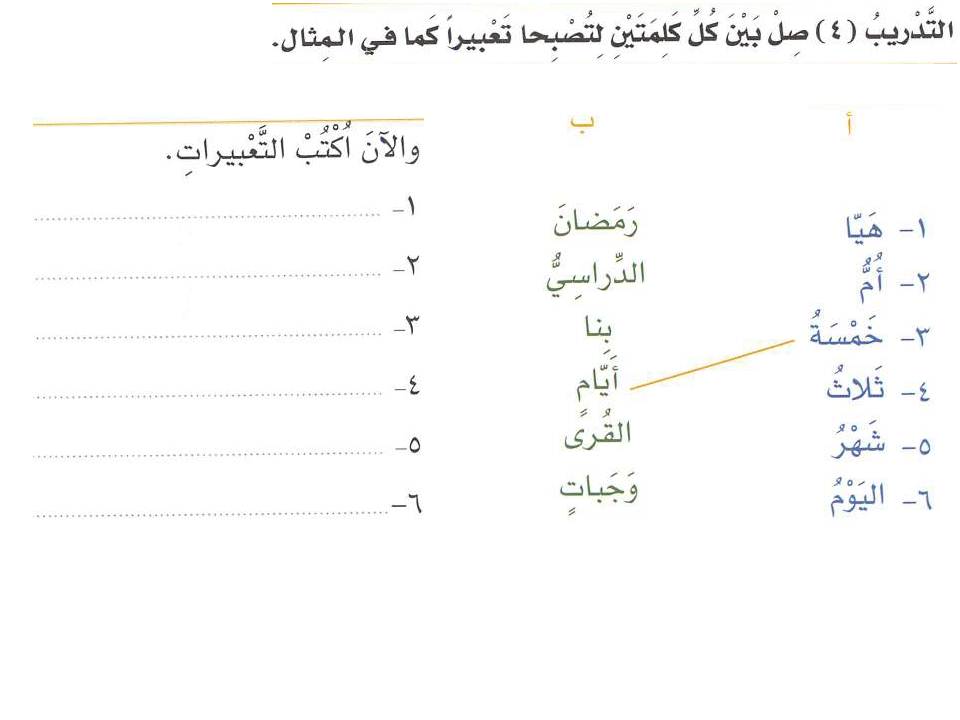 التَّدْريبُ (٤) صِلْ بَيْنَ كُلِّ كَلِمَتَيْنِ لِتُصْبِحا تَعْبيراً كَما في المِثال.
أ
ب
١- هَيّا
٢- أُمُّ
٣- خَمْسَةُ
٤- ثَلاثُ
٥- شَهْرُ
٦- اليَوْمُ
رَمَضانَ
الدِّراسِيُّ
بِنا
أَيّامٍ
القُرى
وَجَباتٍ
والآنَ اُكْتُبْ التَّعْبيراتِ.
١-
٢-
٣-
٤-
٥-
٦-